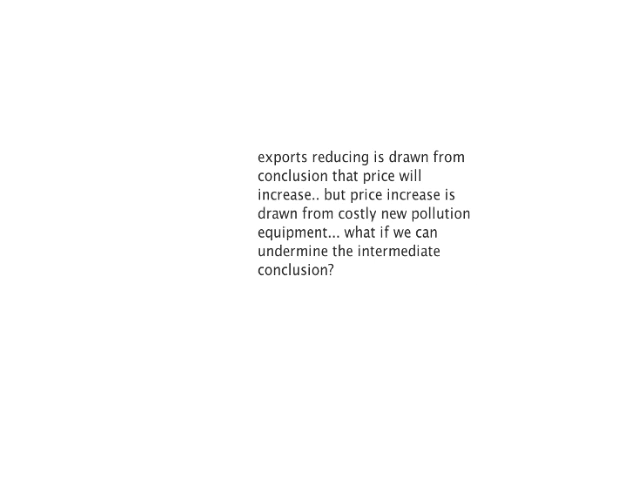 exports reducing is drawn from
conclusion that price will
increase.. but price increase is
drawn from costly new pollution
equipment... what if we can
undermine the intermediate
conclusion?